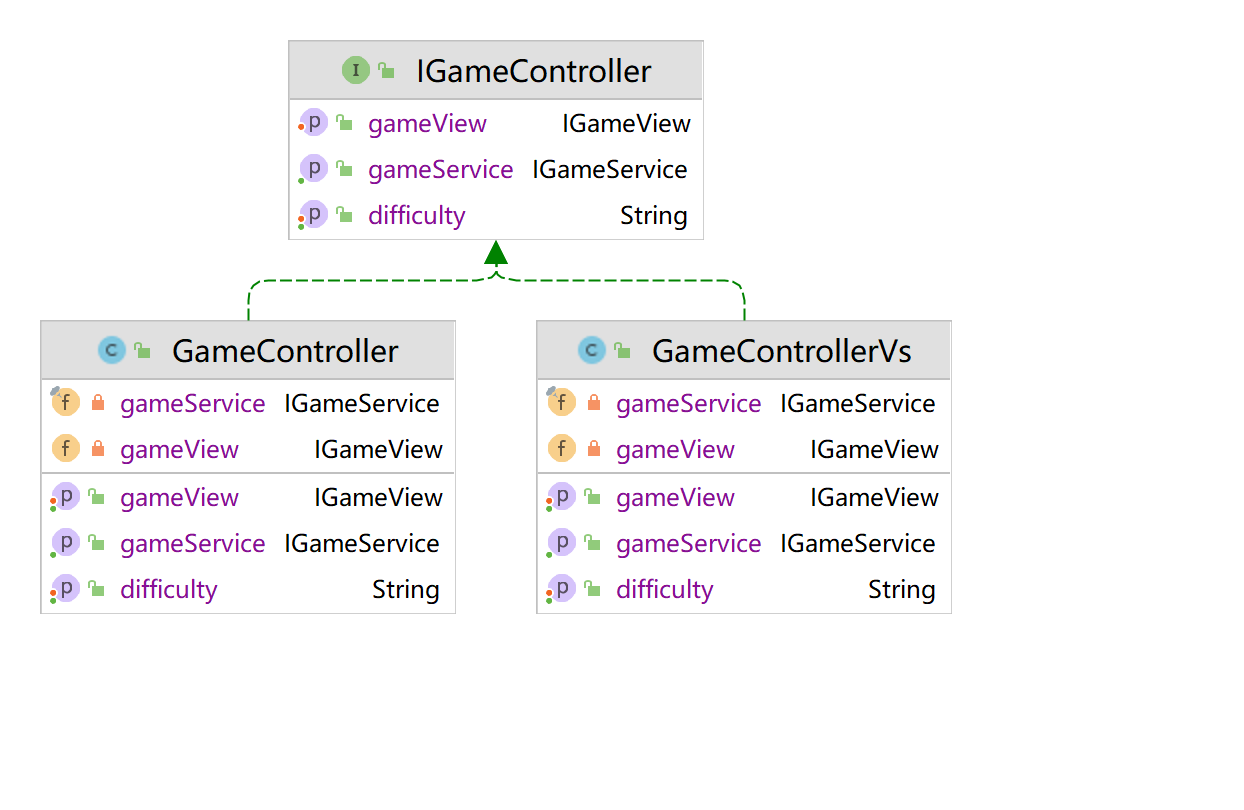 I IGameController
p gameView IGameView
p gameService IGameService
p difficulty String
C GameController
f gameService IGameService
f gameView IGameView
p gameView IGameView
p gameService IGameService
p difficulty String
C GameControllerVs
f gameService IGameService
f gameView IGameView
p gameView IGameView
p gameService IGameService
p difficulty String